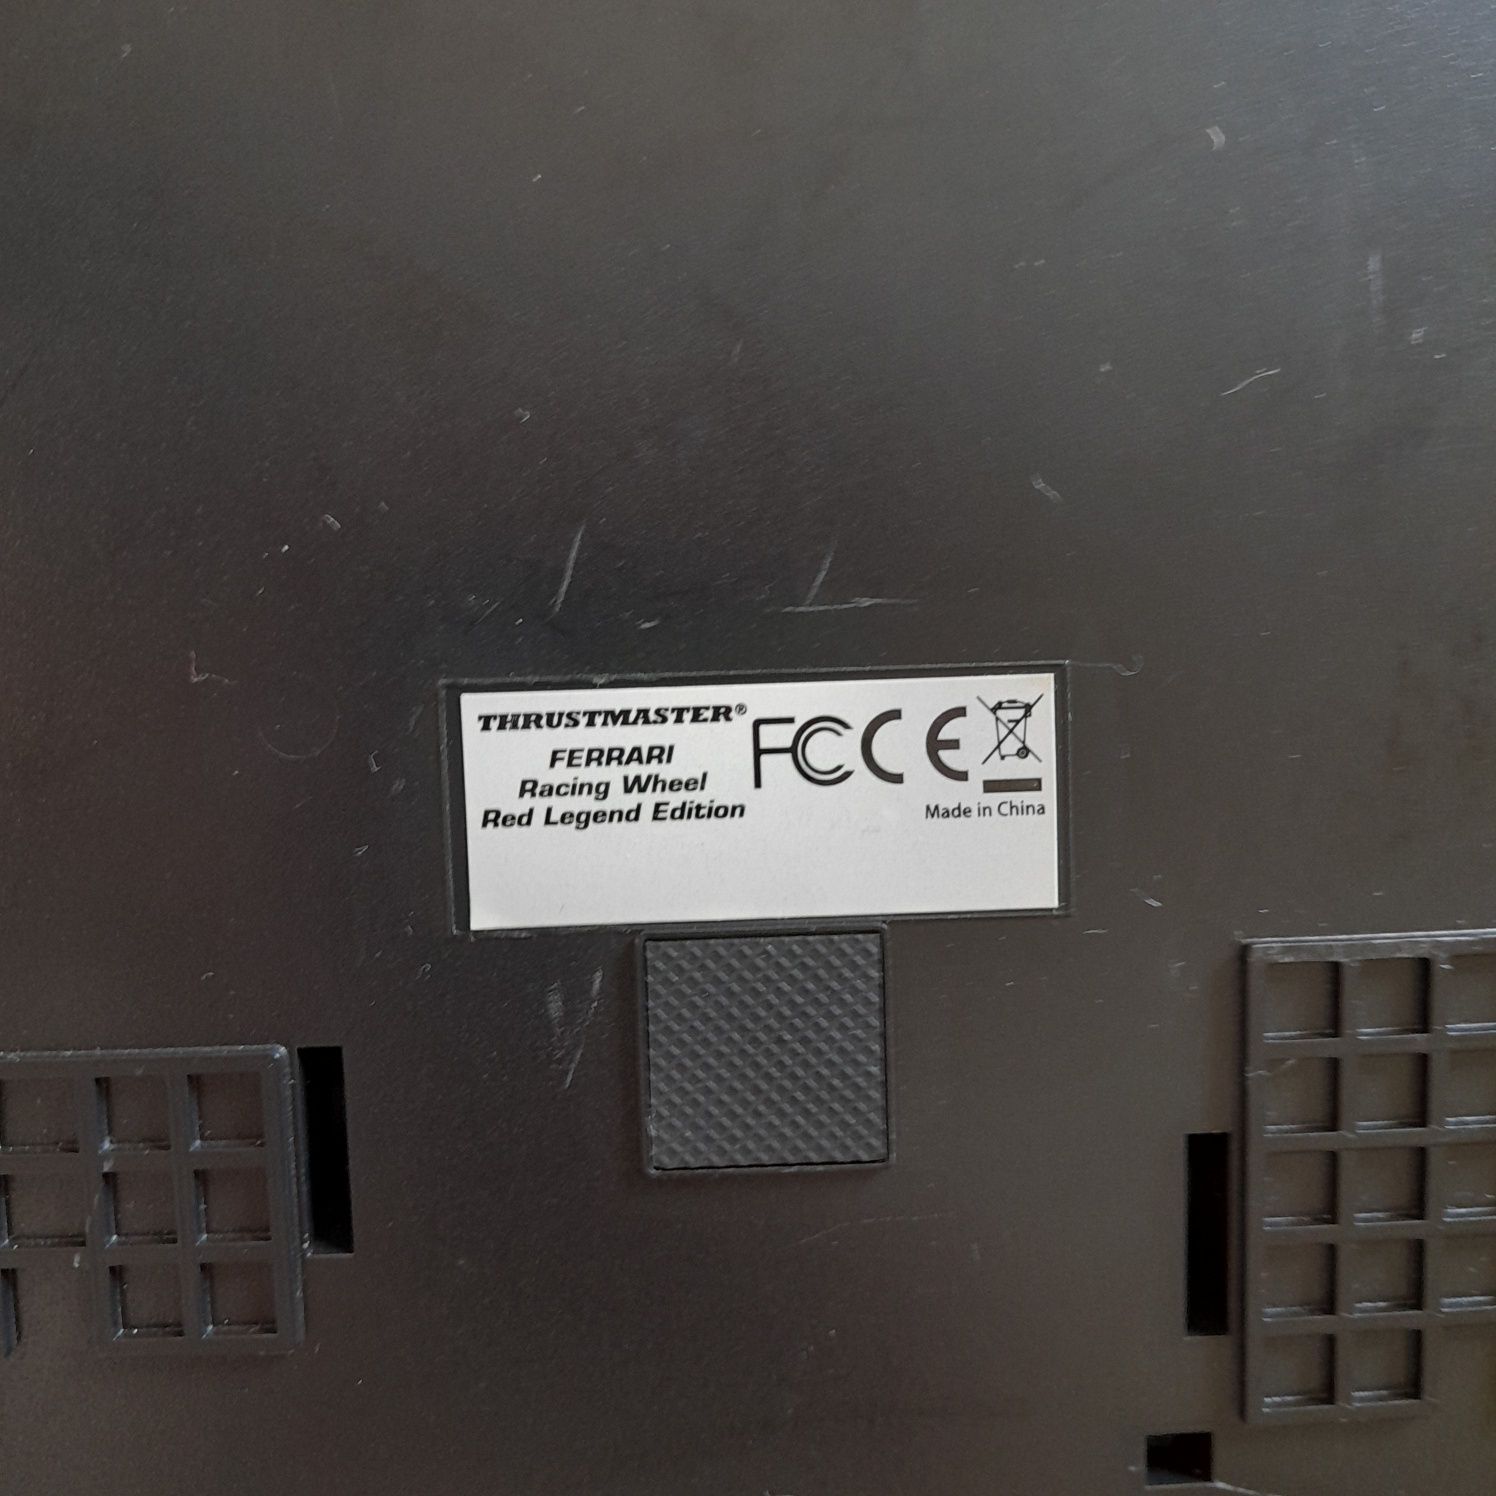 THRUSTMASTER®
FERRARI
Racing Wheel
Red Legend Edition
FC CE
Made in China